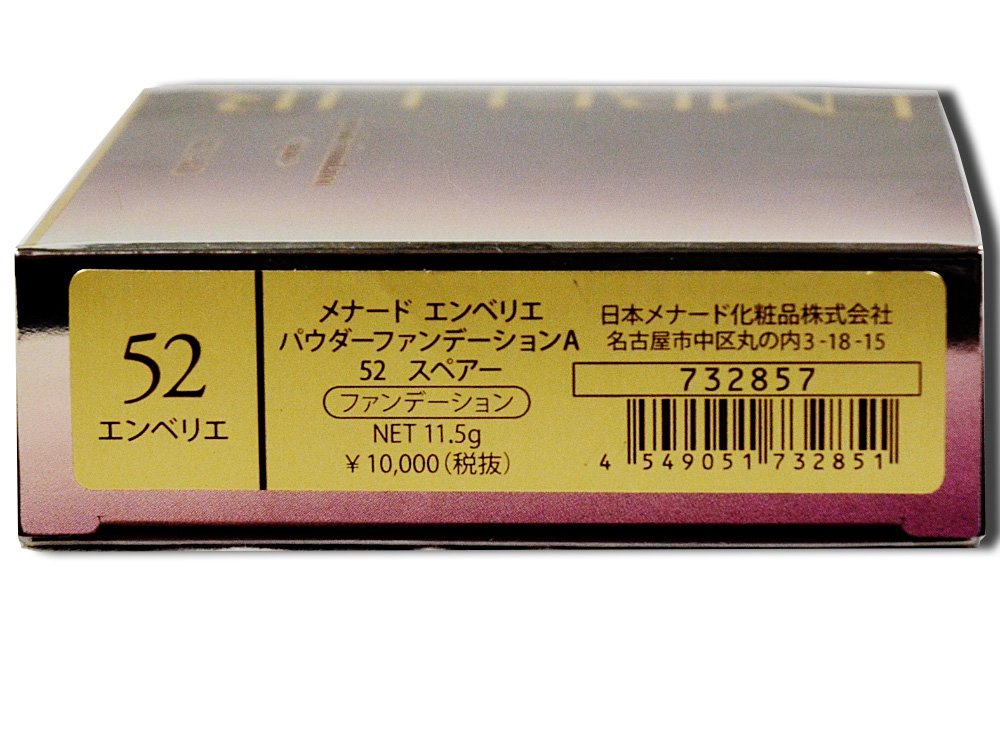 52
エンベリエ
メナード エンベリエ
パウダーファンデーションA
52 スペアー
ファンデーション
NET 11.5g
¥10,000(税抜)
日本メナード化粧品株式会社
名古屋市中区丸の内3-18-15
732857
4 549051 732851